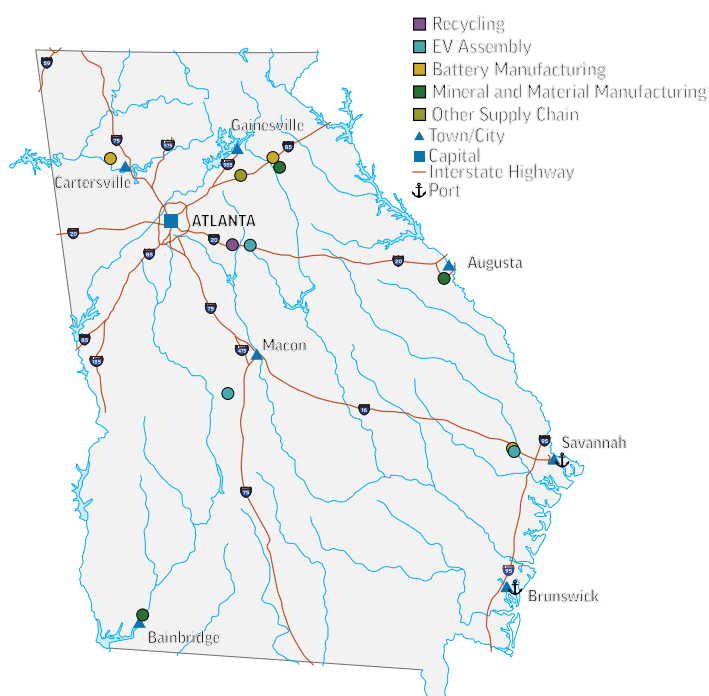 Recycling
EV Assembly
Battery Manufacturing
Mineral and Material Manufacturing
Other Supply Chain
Town/City
Capital
Interstate Highway
Port
59
Gainesville
75
575
85
985
Cartersville
ATLANTA
20
20
85
20
Augusta
75
85
Macon
475
185
16
Savannah
95
75
95
Brunswick
Bainbridge